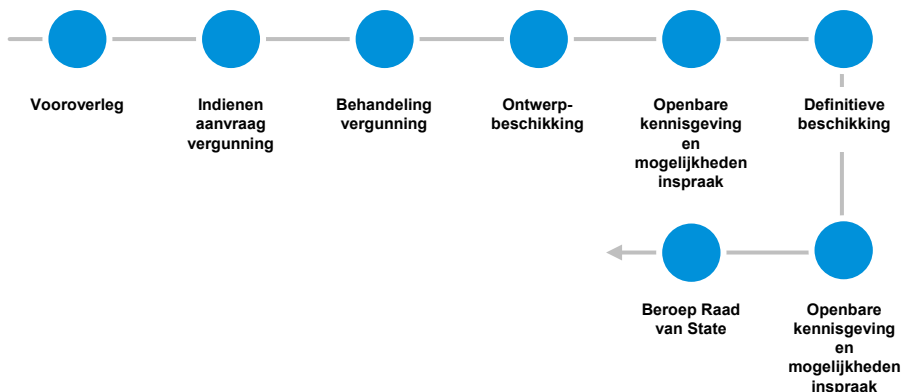 Vooroverleg
Indienen
aanvraag
vergunning
Behandeling
vergunning
Ontwerp-
beschikking
Openbare
kennisgeving
en
mogelijkheden
inspraak
Definitieve
beschikking
Beroep Raad
van State
Openbare
kennisgeving
en
mogelijkheden
inspraak